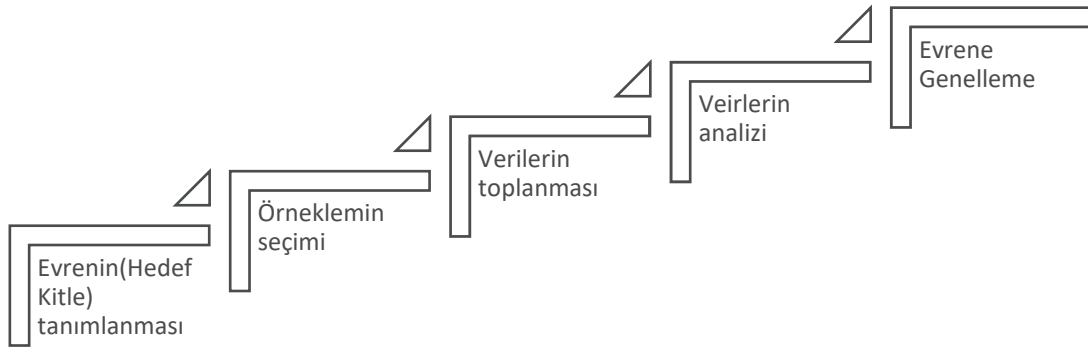 Evrenin(Hedef
Kitle)
tanımlanması
Örneklemin
seçimi
Verilerin
toplanması
Veirlerin
analizi
Evrene
Genelleme